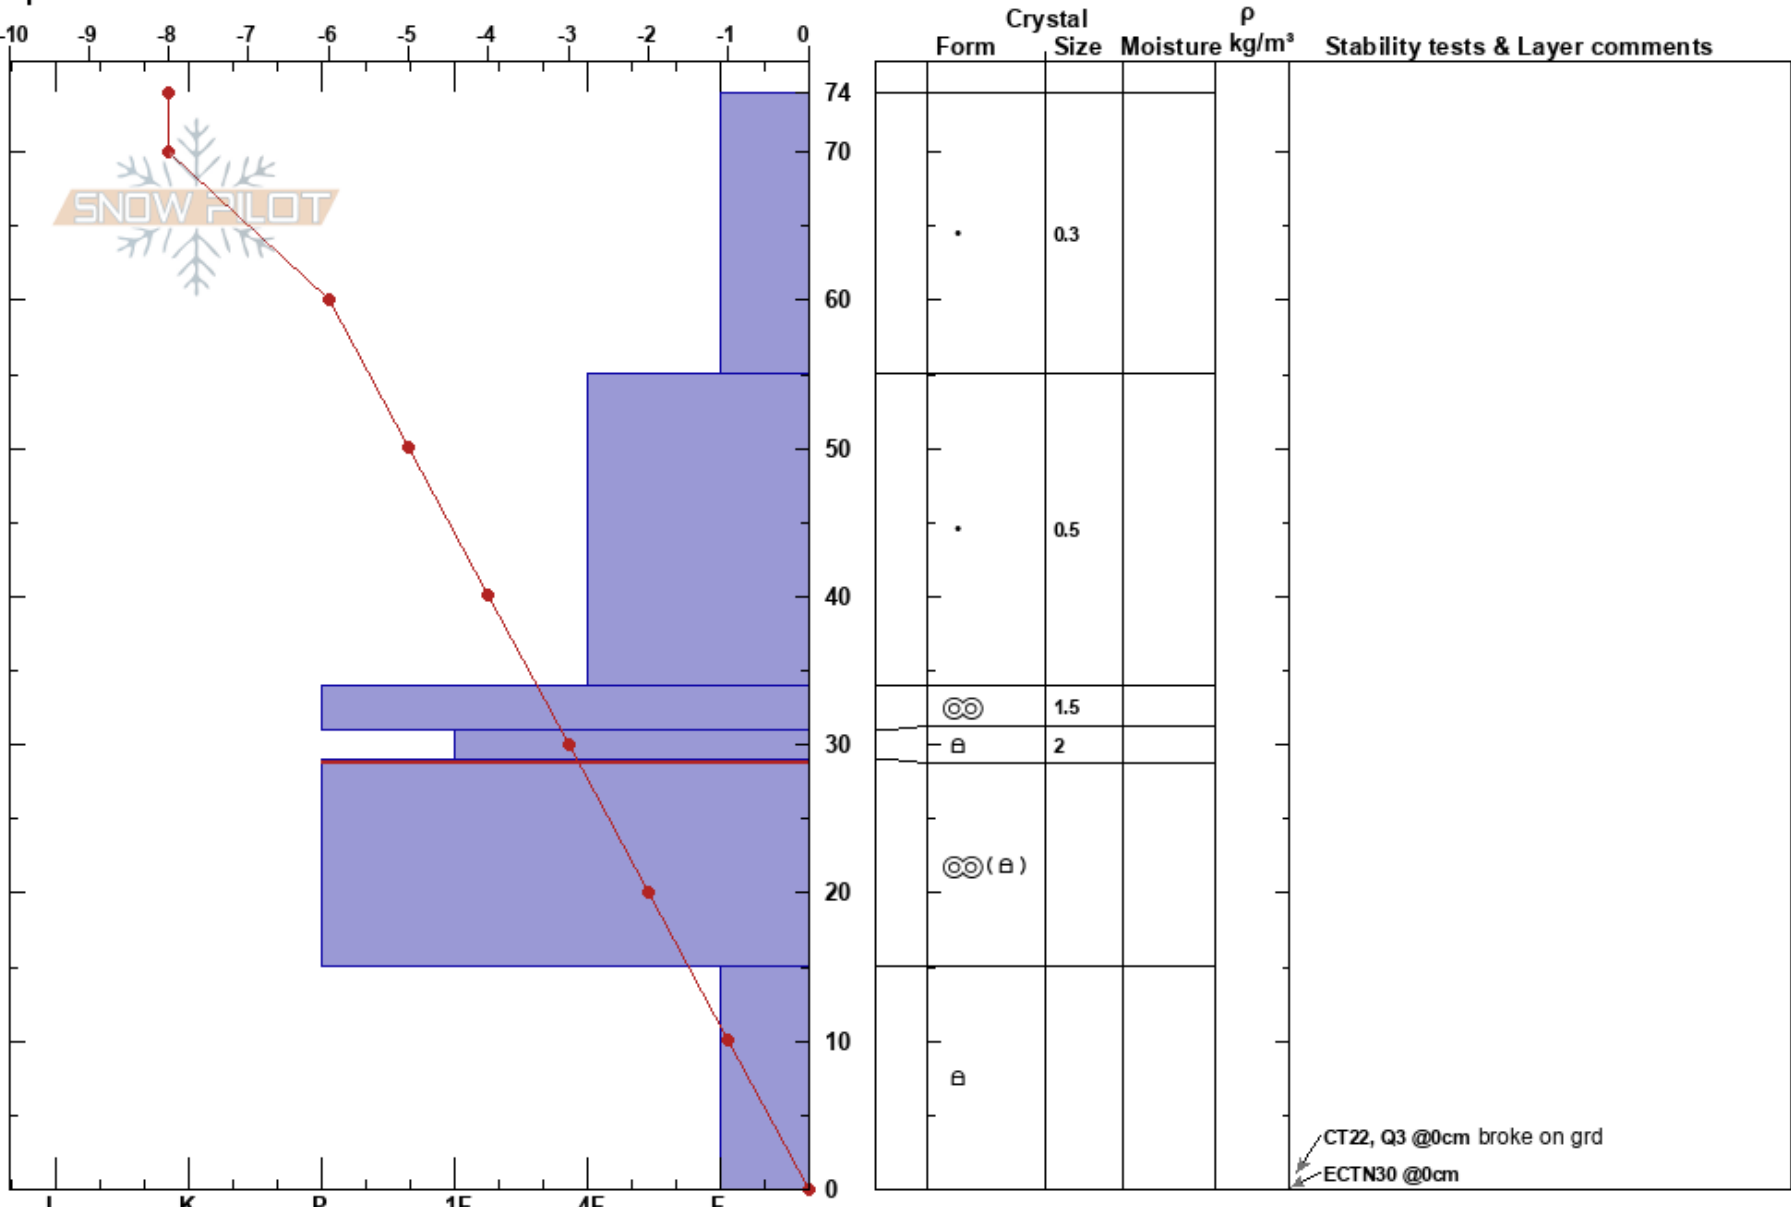 Crystal ρ
-10 -9 -8 -7 -6 -5 -4 -3 -2 -1 0 Form Size Moisture kg/m³ Stability tests & Layer comments
74
70
SNOW PILOT
0.3
60
50
0.5
40
1.5
30 2
( )
20
10
CT22, Q3 @0cm broke on grd
ECTN30 @0cm
0
I K P 1F 4F F